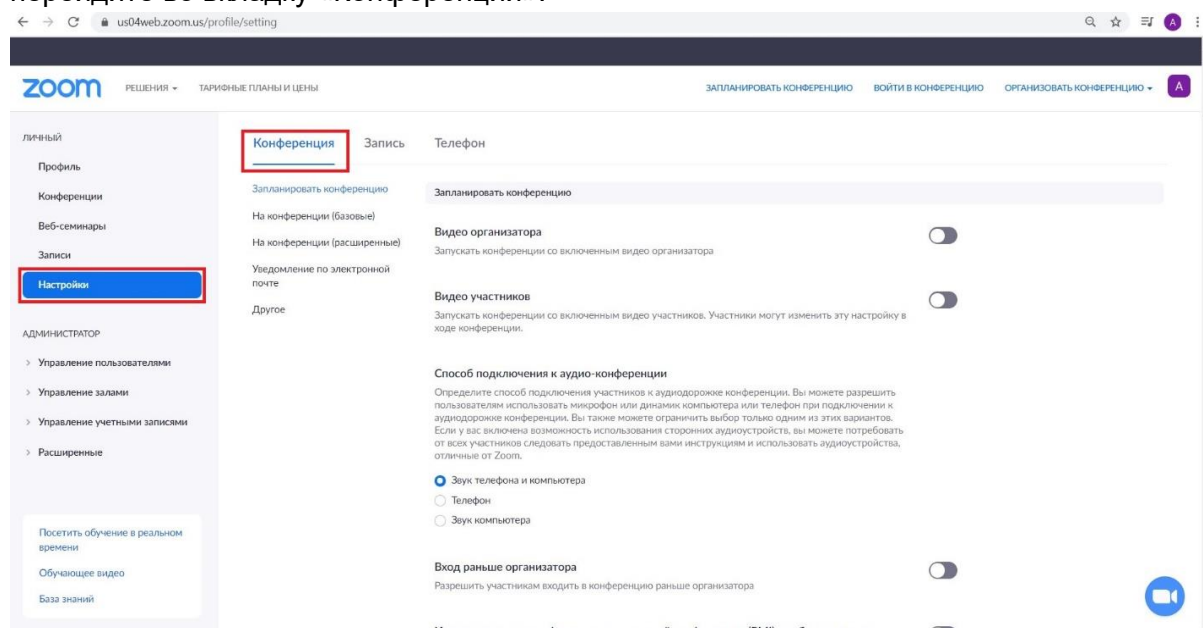 перейдите во вкладку «Конференции».
us04web.zoom.us/profile/setting
A
zoom
РЕШЕНИЯ
ТАРИФНЫЕ ПЛАНЫ И ЦЕНЫ
ЗАПЛАНИРОВАТЬ КОНФЕРЕНЦИЮ
ВОЙТИ В КОНФЕРЕНЦИЮ
ОРГАНИЗОВАТЬ КОНФЕРЕНЦИЮ
A
ЛИЧНЫЙ
Профиль
Конференции
Веб-семинары
Записи
Настройки
АДМИНИСТРАТОР
Управление пользователями
Управление залами
Управление учетными записями
Расширенные
Посетить обучение в реальном
времени
Обучающее видео
База знаний
Конференция
Запись
Телефон
Запланировать конференцию
На конференции (базовые)
На конференции (расширенные)
Уведомление по электронной
почте
Другое
Запланировать конференцию
Видео организатора
Запускать конференции со включенным видео организатора
Видео участников
Запускать конференции со включенным видео участников. Участники могут изменить эту настройку в
ходе конференции.
Способ подключения к аудио-конференции
Определите способ подключения участников к аудиодорожке конференции. Вы можете разрешить
пользователям использовать микрофон или динамик компьютера или телефон при подключении к
аудиодорожке конференции. Вы также можете ограничить выбор только одним из этих вариантов.
Если у вас включена возможность использования сторонних аудиоустройств, вы можете потребовать
от всех участников следовать предоставленным вами инструкциям и использовать аудиоустройства,
отличные от Zoom.
Звук телефона и компьютера
Телефон
Звук компьютера
Вход раньше организатора
Разрешить участникам входить в конференцию раньше организатора